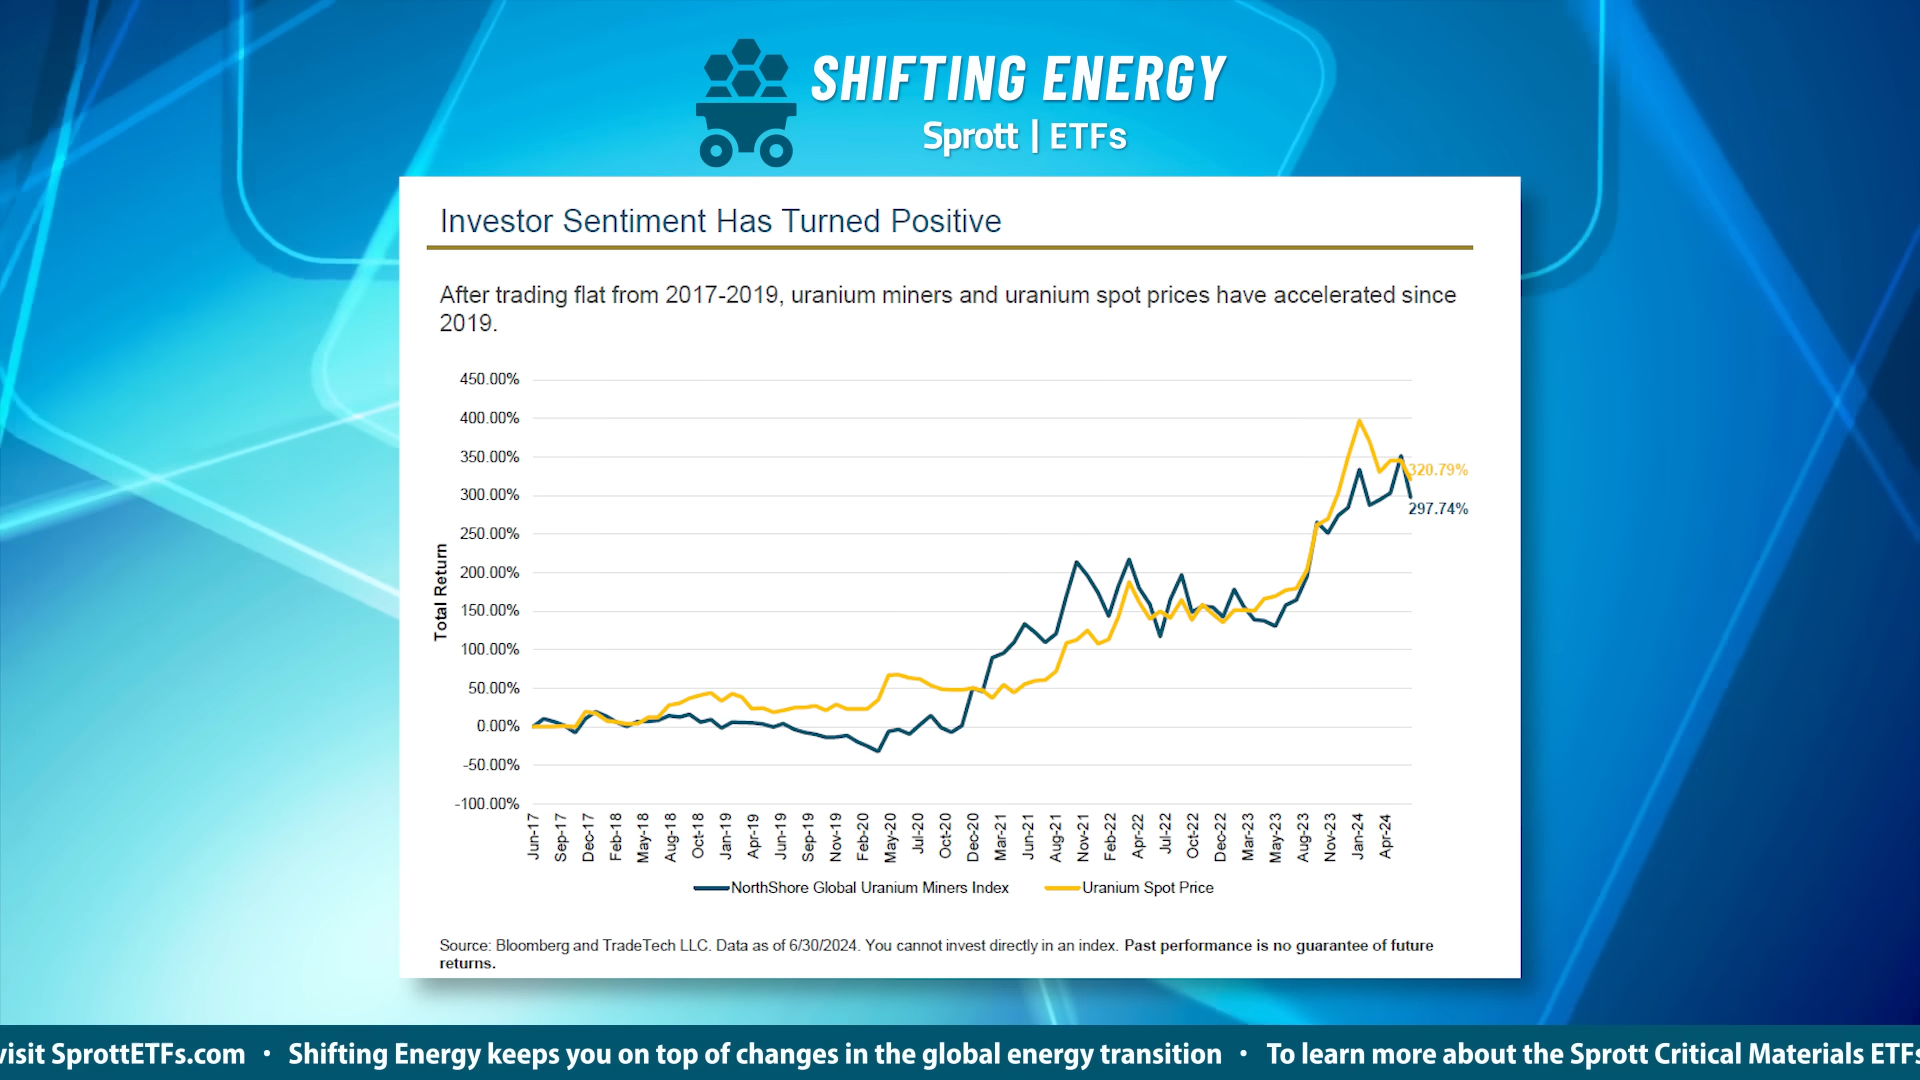 SHIFTING ENERGY
Sprott | ETFs
Investor Sentiment Has Turned Positive
After trading flat from 2017-2019, uranium miners and uranium spot prices have accelerated since
2019.
Total Return
450.00%
400.00%
350.00%
300.00%
250.00%
200.00%
150.00%
100.00%
50.00%
0.00%
-50.00%
-100.00%
320.79%
297.74%
Jun-17
Sep-17
Dec-17
Feb-18
May-18
Aug-18
Oct-18
Jan-19
Apr-19
Jun-19
Sep-19
Nov-19
Feb-20
May-20
Jul-20
Oct-20
Dec-20
Mar-21
Jun-21
Aug-21
Nov-21
Feb-22
Apr-22
Jul-22
Oct-22
Dec-22
Mar-23
May-23
Aug-23
Nov-23
Jan-24
Apr-24
NorthShore Global Uranium Miners Index
Uranium Spot Price
Source: Bloomberg and TradeTech LLC. Data as of 6/30/2024. You cannot invest directly in an index. Past performance is no guarantee of future
returns.
visit SprottETFs.com • Shifting Energy keeps you on top of changes in the global energy transition • To learn more about the Sprott Critical Materials ETFs